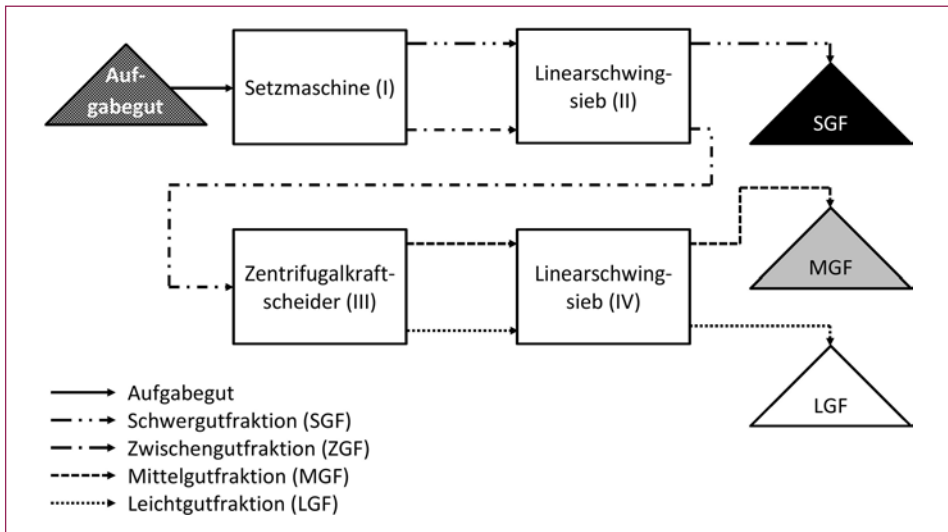 Auf-
gabegut
Setzmaschine (I)
Linearschwing-
sieb (II)
SGF
Zentrifugalkraft-
scheider (III)
Linearschwing-
sieb (IV)
MGF
LGF
Aufgabegut
Schwergutfraktion (SGF)
Zwischengutfraktion (ZGF)
Mittelgutfraktion (MGF)
Leichtgutfraktion (LGF)